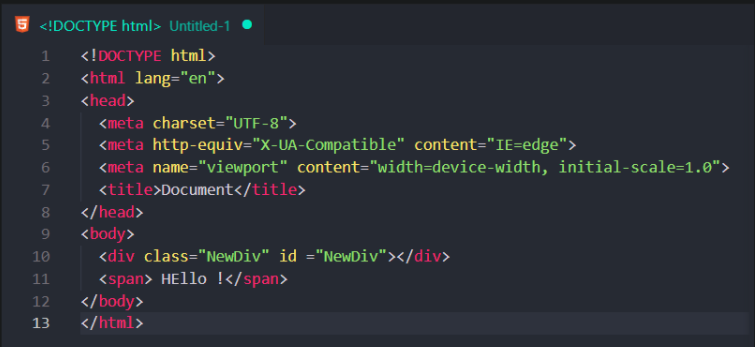 <!DOCTYPE html> Untitled-1
1 <!DOCTYPE html>
2 <html lang="en">
3 <head>
4 <meta charset="UTF-8">
5 <meta http-equiv="X-UA-Compatible" content="IE=edge">
6 <meta name="viewport" content="width=device-width, initial-scale=1.0">
7 <title>Document</title>
8 </head>
9 <body>
10 <div class="NewDiv" id ="NewDiv"></div>
11 <span> HEllo !</span>
12 </body>
13 </html>